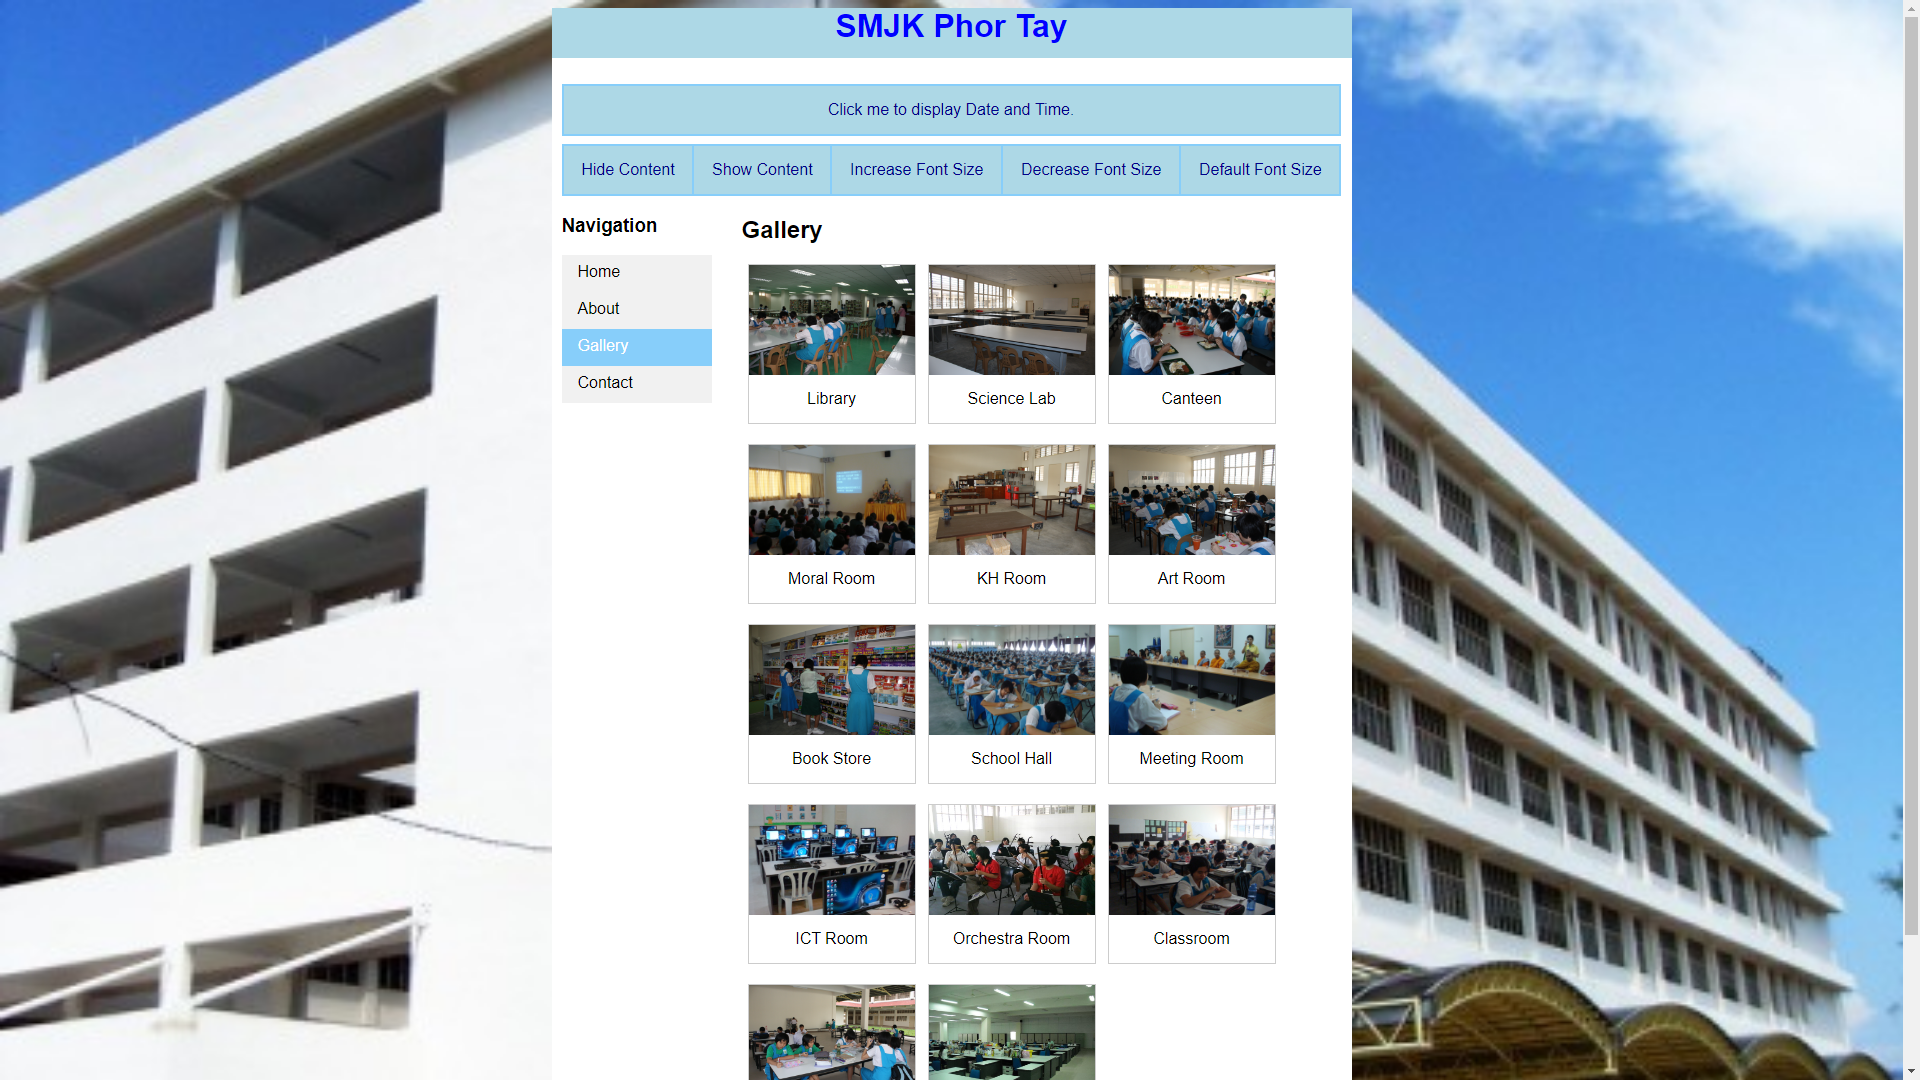 SMJK Phor Tay
Click me to display Date and Time.
Hide Content
Show Content
Increase Font Size
Decrease Font Size
Default Font Size
Navigation
Home
About
Gallery
Contact
Gallery
Library
Science Lab
Canteen
Moral Room
KH Room
Art Room
Book Store
School Hall
Meeting Room
ICT Room
Orchestra Room
Classroom